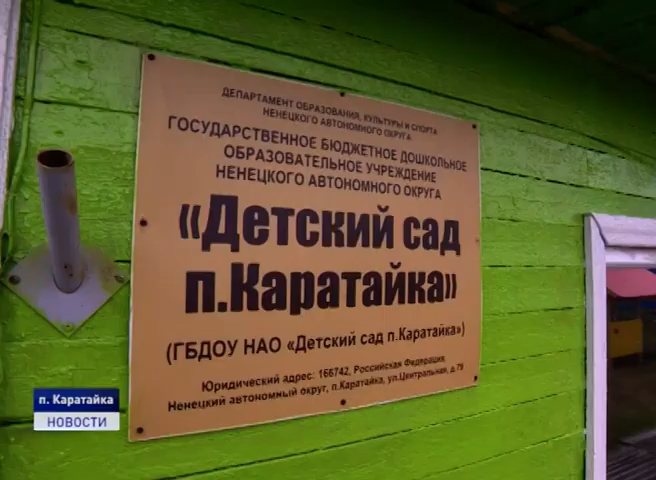 ДЕПАРТАМЕНТ ОБРАЗОВАНИЯ, КУЛЬТУРЫ И СПОРТА
НЕНЕЦКОГО АВТОНОМНОГО ОКРУГА
ГОСУДАРСТВЕННОЕ БЮДЖЕТНОЕ ДОШКОЛЬНОЕ
ОБРАЗОВАТЕЛЬНОЕ УЧРЕЖДЕНИЕ
НЕНЕЦКОГО АВТОНОМНОГО ОКРУГА
«Детский сад
п.Каратайка»
(ГБДОУ НАО «Детский сад п.Каратайка»)
Юридический адрес: 166742, Российская Федерация,
Ненецкий автономный округ, п.Каратайка, ул.Центральная, д.79
п. Каратайка
НОВОСТИ